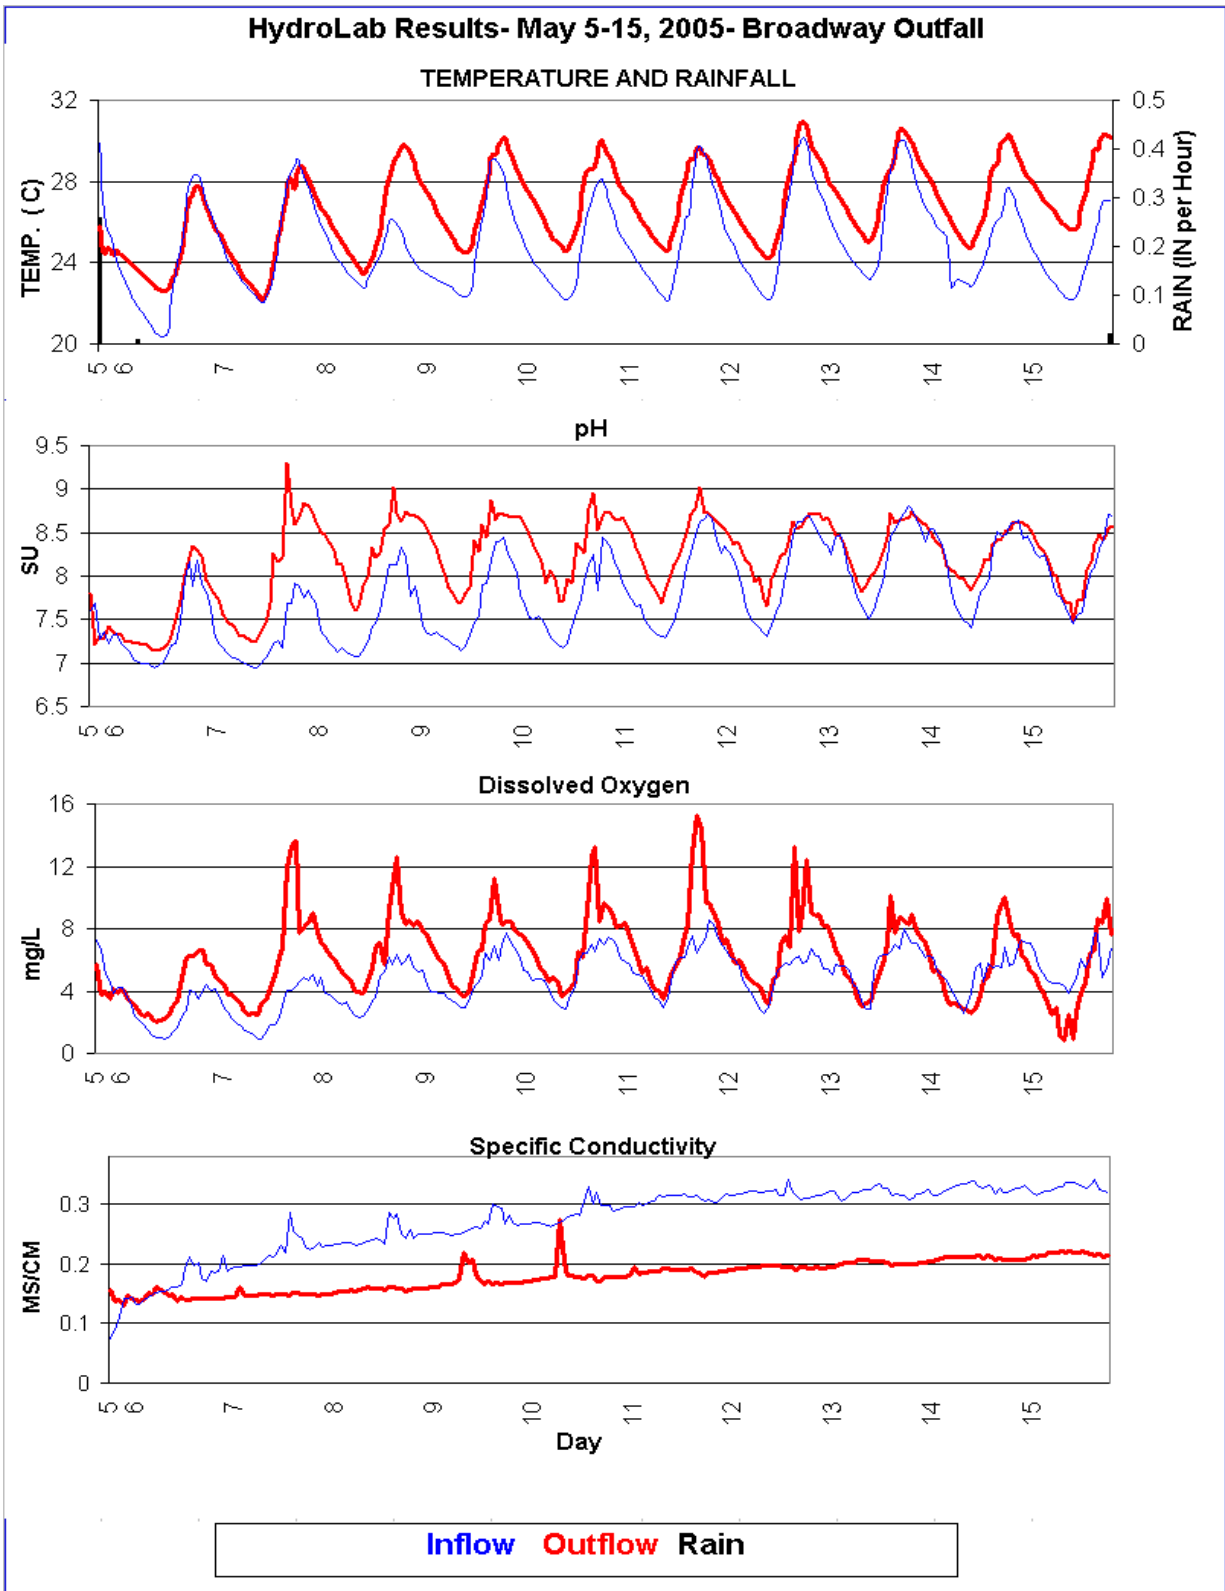 HydroLab Results- May 5-15, 2005- Broadway Outfall
TEMPERATURE AND RAINFALL
TEMP. ( C)
32
28
24
20
0.5
0.4
0.3
0.2
0.1
0
RAIN (IN per Hour)
5 6 7 8 9 10 11 12 13 14 15
pH
SU
9.5
9
8.5
8
7.5
7
6.5
5 6 7 8 9 10 11 12 13 14 15
Dissolved Oxygen
mg/L
16
12
8
4
0
5 6 7 8 9 10 11 12 13 14 15
Specific Conductivity
MS/CM
0.3
0.2
0.1
0
5 6 7 8 9 10 11 12 13 14 15
Day
Inflow Outflow Rain